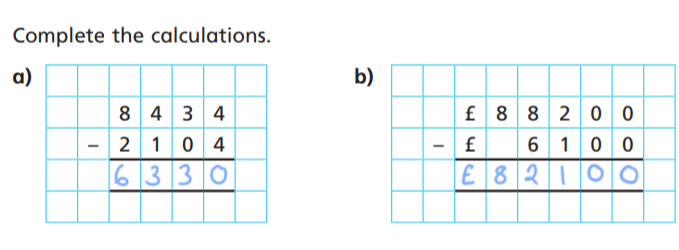 Complete the calculations.
a)
8 4 3 4
- 2 1 0 4
6 3 3 0
b)
£ 8 8 2 0 0
- £ 6 1 0 0
£ 8 2 1 0 0